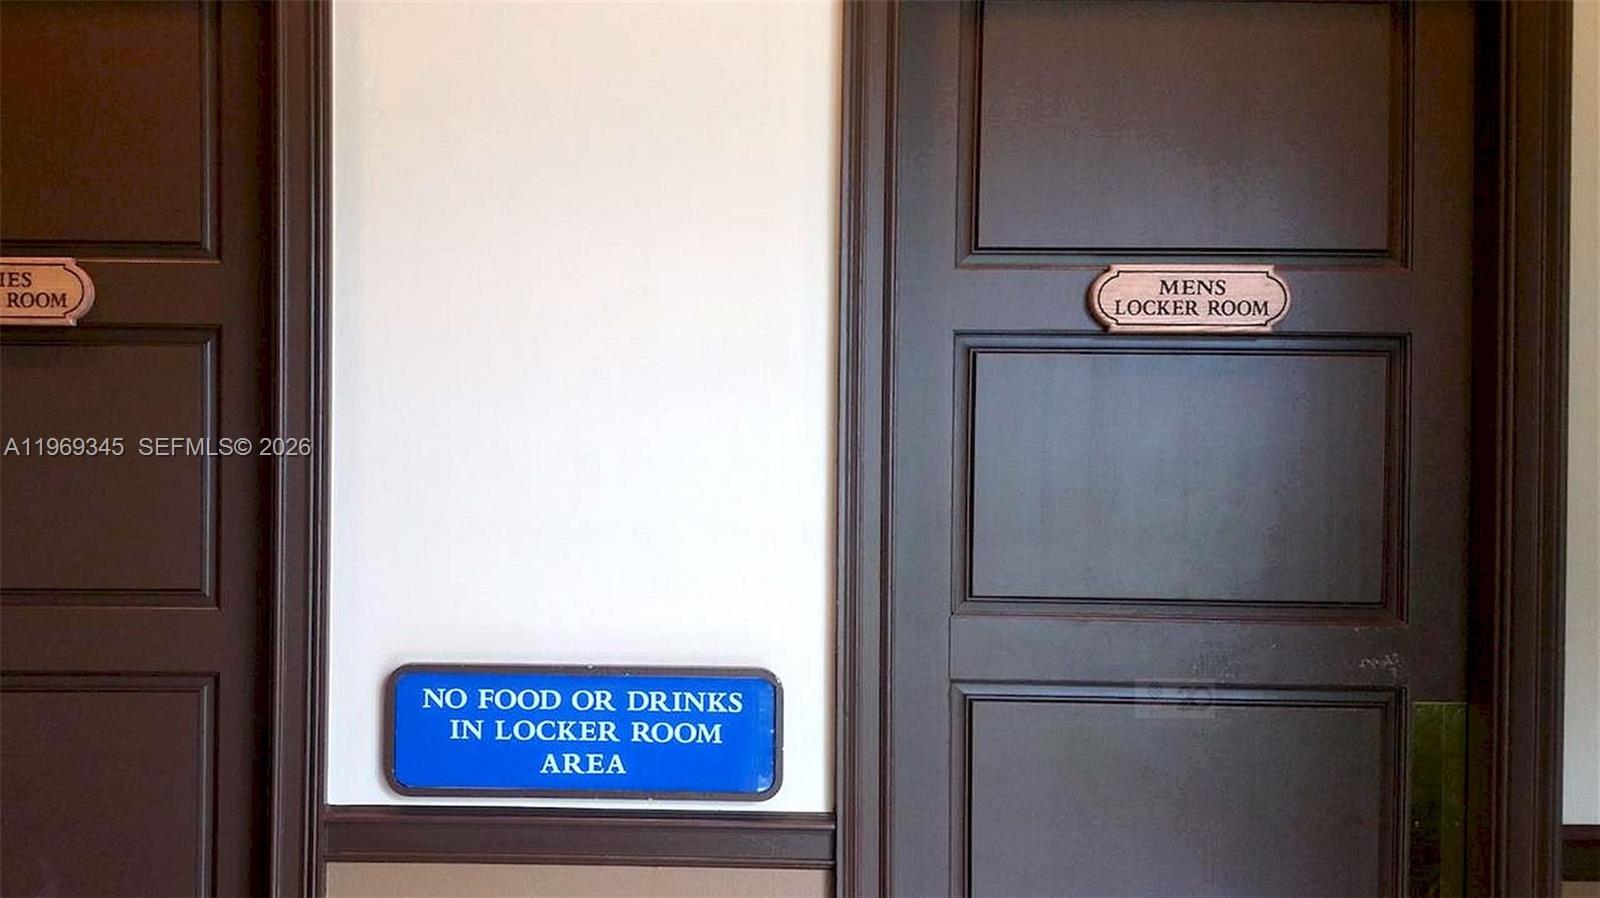 IES
ROOM
MENS
LOCKER ROOM
A11969345 SEFMLS© 2026
NO FOOD OR DRINKS
IN LOCKER ROOM
AREA